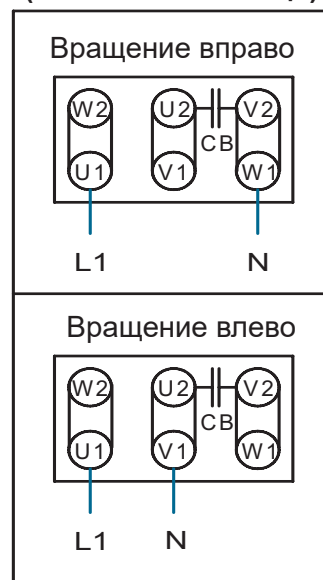 Вращение вправо
W2 U2 V2
CB
U1 V1 W1
L1 N
Вращение влево
W2 U2 V2
CB
U1 V1 W1
L1 N